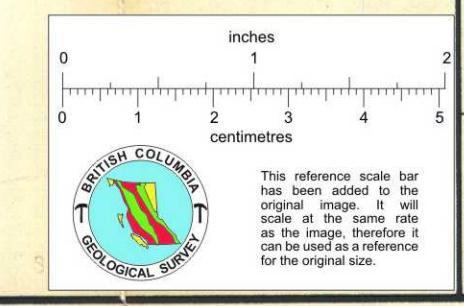 inches
0 1 2
0 1 2 3 4 5
centimetres
BRITISH COLUMBIA
GEOLOGICAL SURVEY
This reference scale bar
has been added to the
original image. It will
scale at the same rate
as the image, therefore it
can be used as a reference
for the original size.